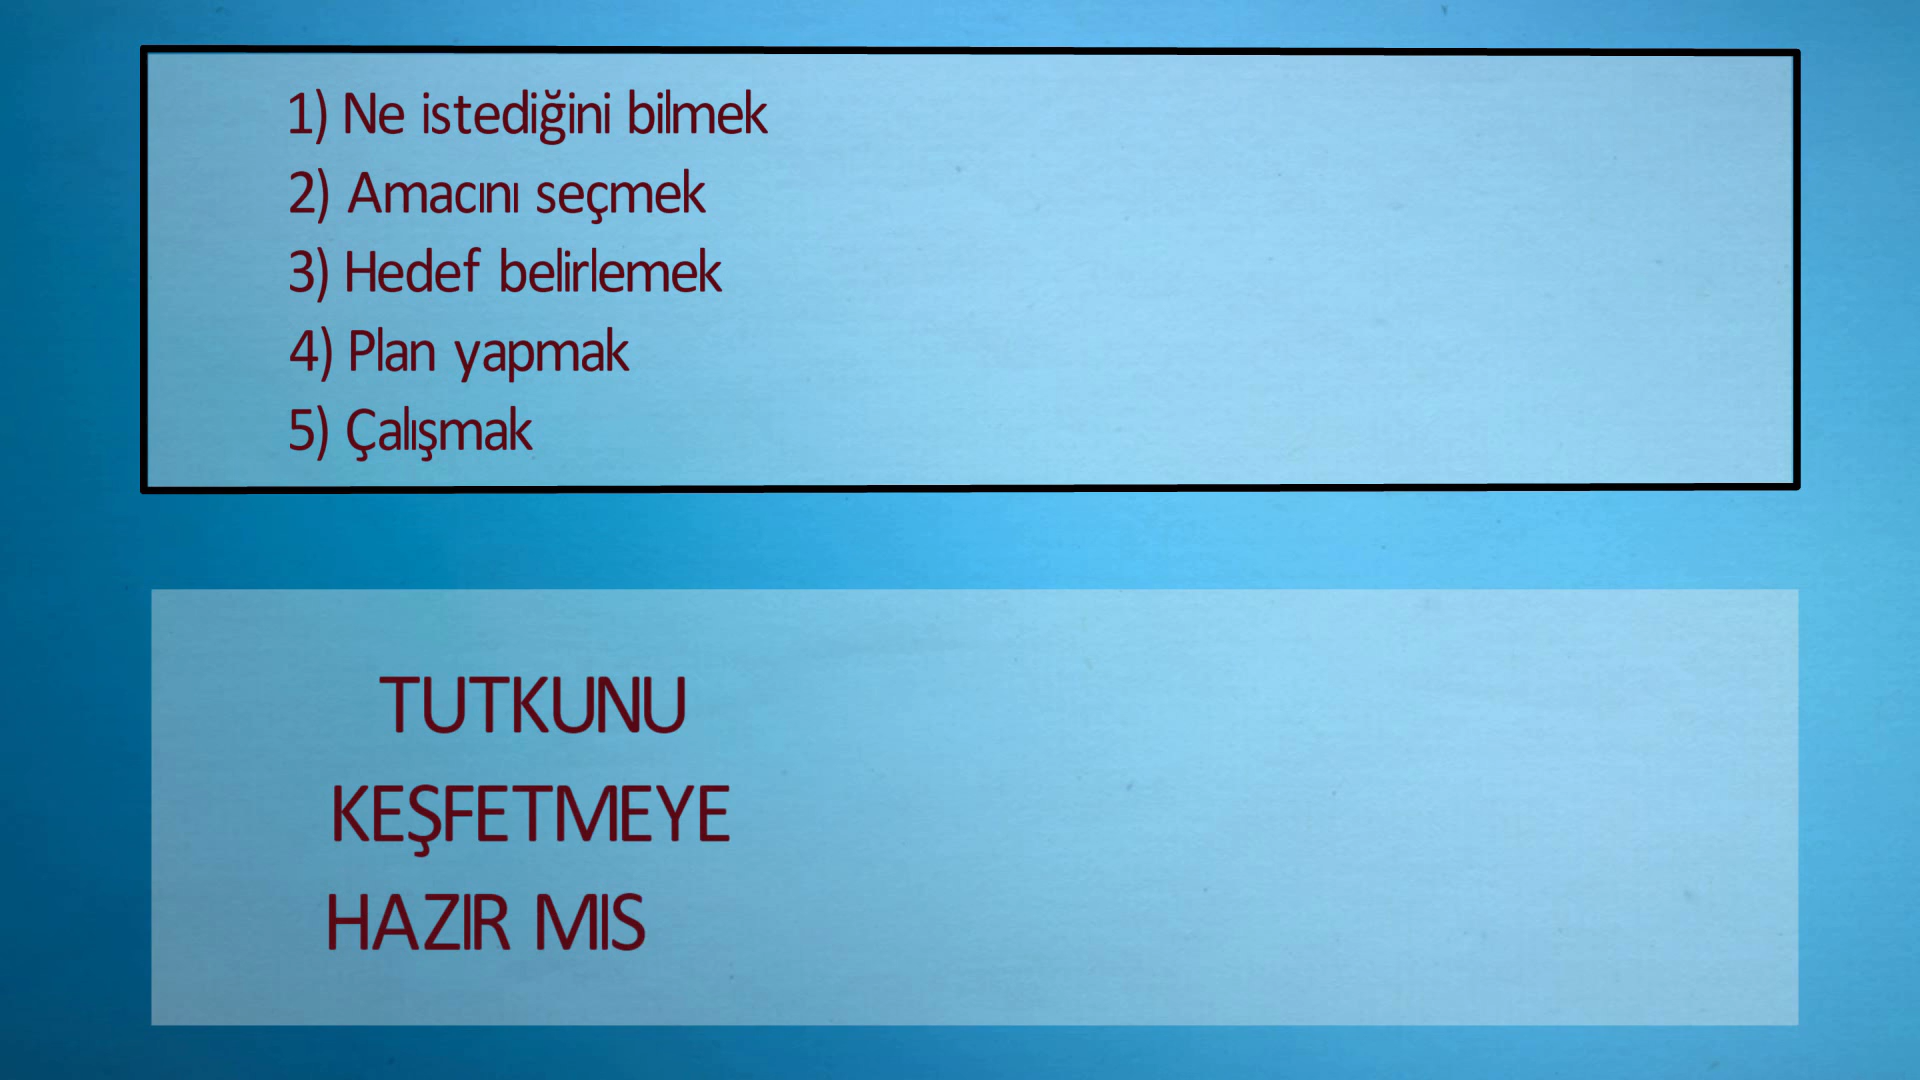 1) Ne istediğini bilmek
2) Amacını seçmek
3) Hedef belirlemek
4) Plan yapmak
5) Çalışmak
TUTKUNU
KEŞFETMEYE
HAZIR MIS